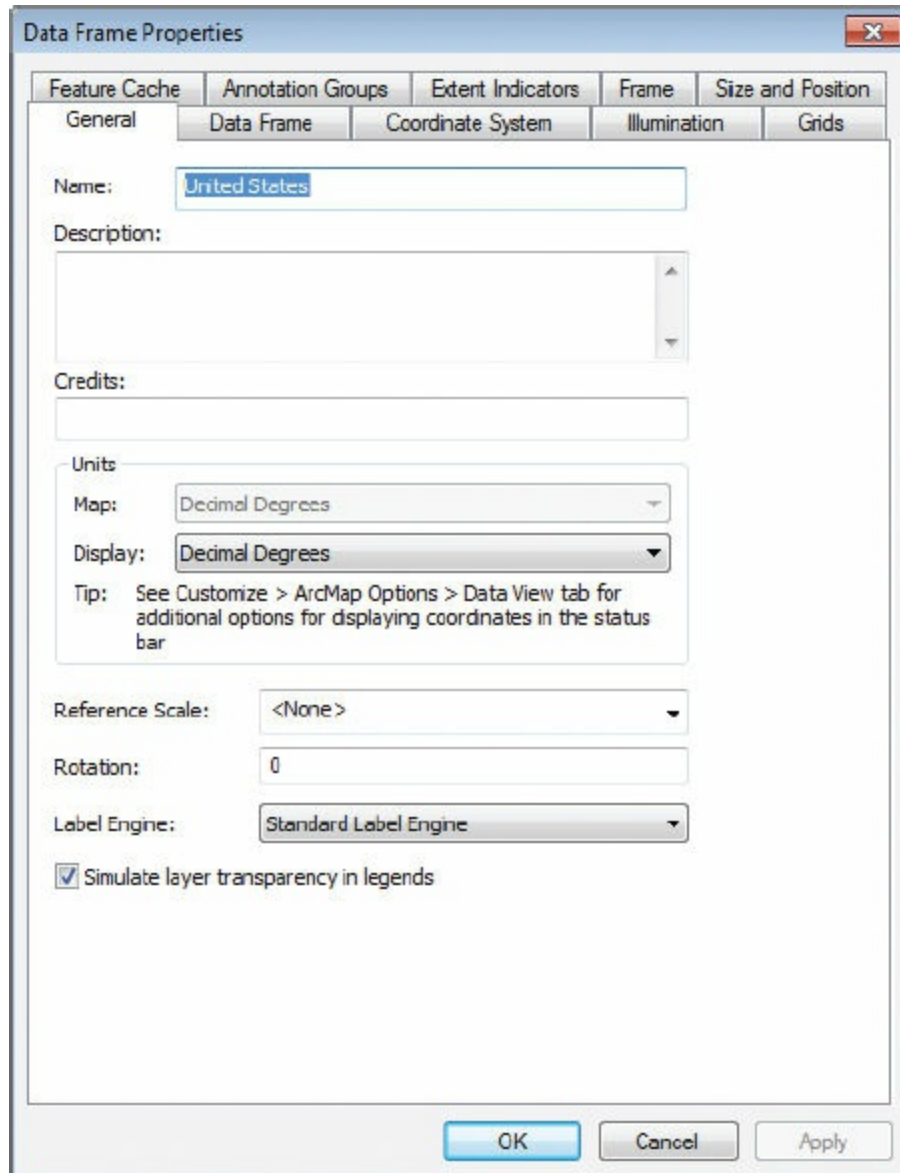 Data Frame Properties
Feature Cache Annotation Groups Extent Indicators Frame Size and Position
General Data Frame Coordinate System Illumination Grids
Name: United States
Description:
Credits:
Units
Map: Decimal Degrees
Display: Decimal Degrees
Tip: See Customize > ArcMap Options > Data View tab for
additional options for displaying coordinates in the status
bar
Reference Scale: <None>
Rotation: 0
Label Engine: Standard Label Engine
Simulate layer transparency in legends
OK Cancel Apply